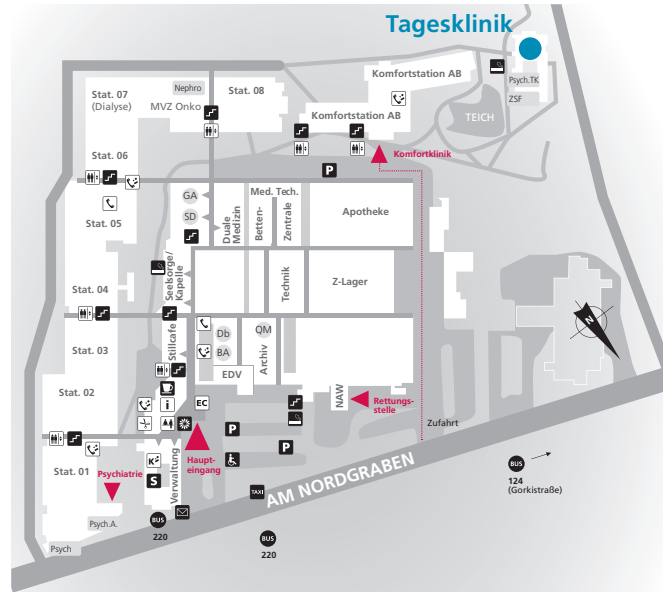 Tagesklinik
Psych.TK
ZSF
TEICH
Komfortstation AB
Komfortstation AB
Komfortklinik
Nephro
MVZ Onko
Stat. 07
(Dialyse)
Stat. 08
Stat. 06
P
GA
SD
Duale
Medizin
Med. Tech.
Betten-
Zentrale
Apotheke
Stat. 05
Seelsorge/
Kapelle
Technik
Z-Lager
Stat. 04
N
Stillcafe
Db
BA
EDV
QM
Archiv
Stat. 03
Stat. 02
EC
i
NAW
Rettungs-
stelle
P
P
Zufahrt
Haupt-
eingang
Stat. 01
Psychiatrie
K
S
Verwaltung
TAXI
AM NORDGRABEN
BUS
124
(Gorkistraße)
Psych.A.
Psych
BUS
220
BUS
220